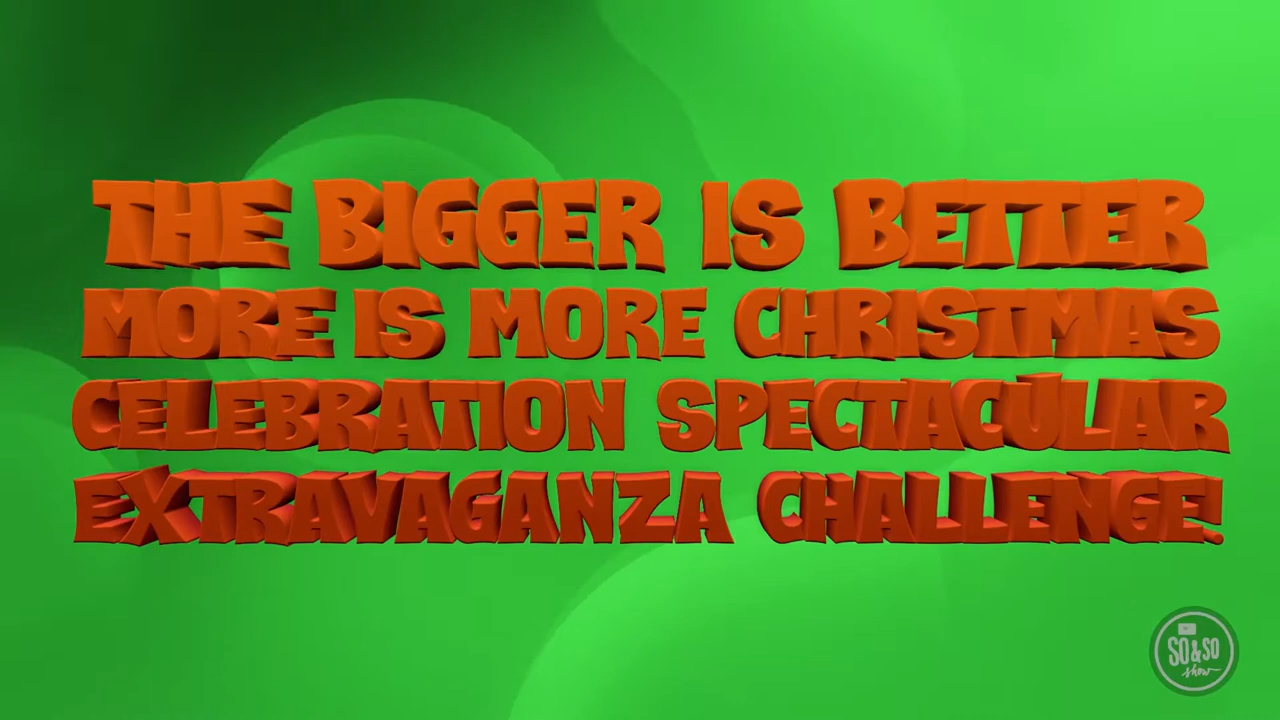 THE BIGGER IS BETTER
MORE IS MORE CHRISTMAS
CELEBRATION SPECTACULAR
EXTRAVAGANZA CHALLENGE!
SO & SO
show